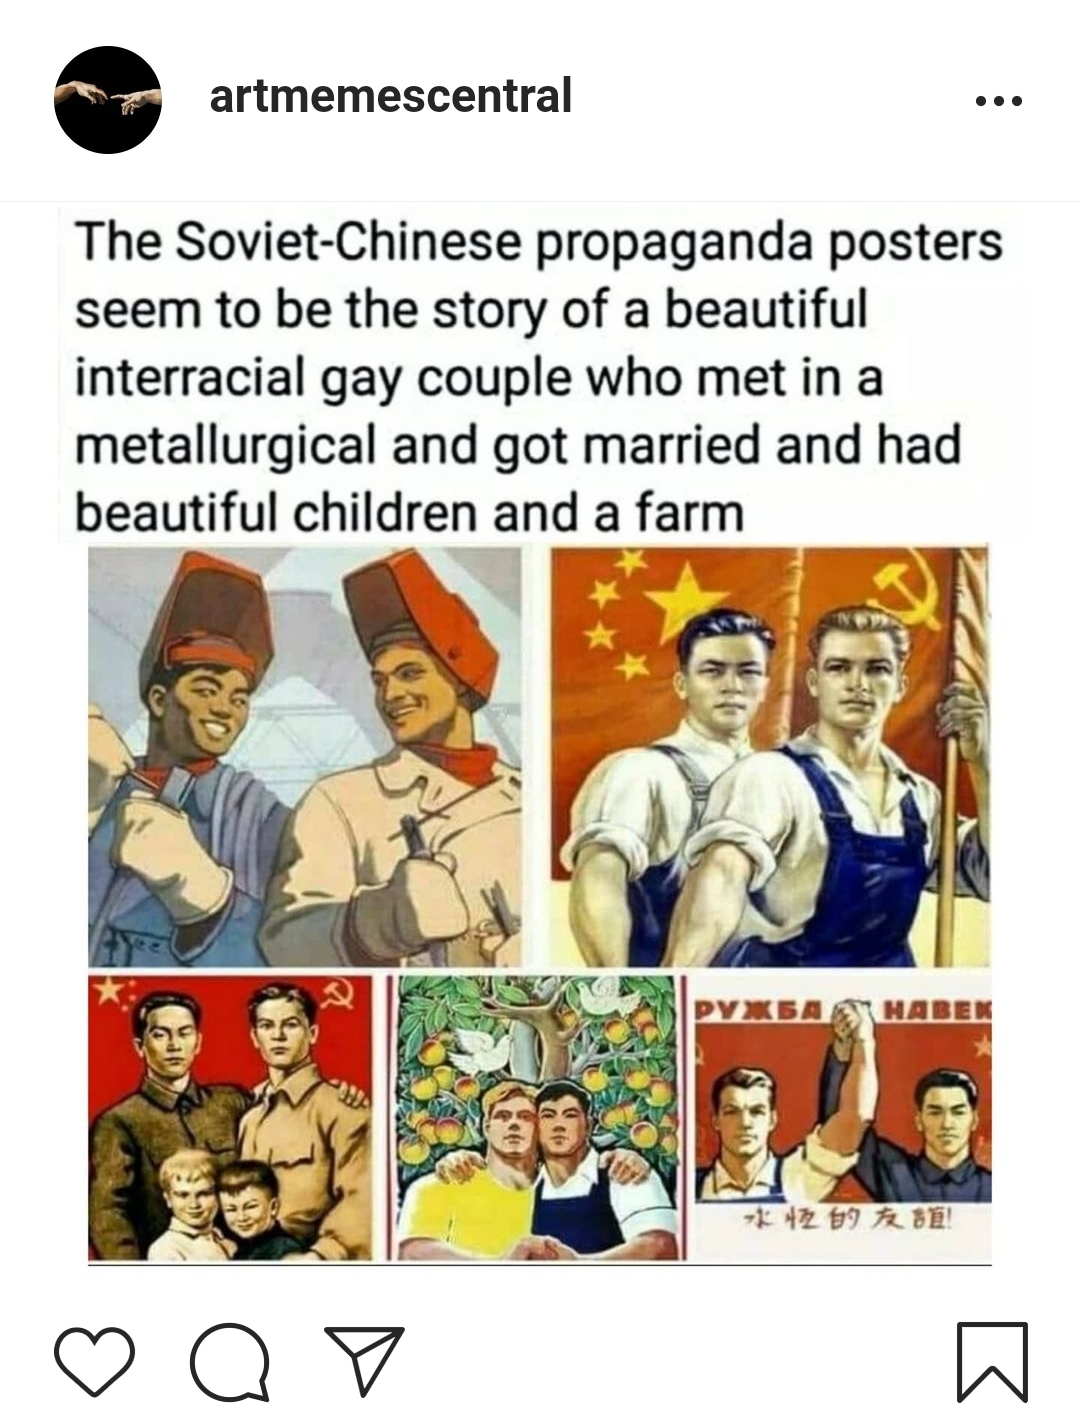 artmemescentral
The Soviet-Chinese propaganda posters
seem to be the story of a beautiful
interracial gay couple who met in a
metallurgical and got married and had
beautiful children and a farm
РУЖБА НАВЕК
永恆的友誼!